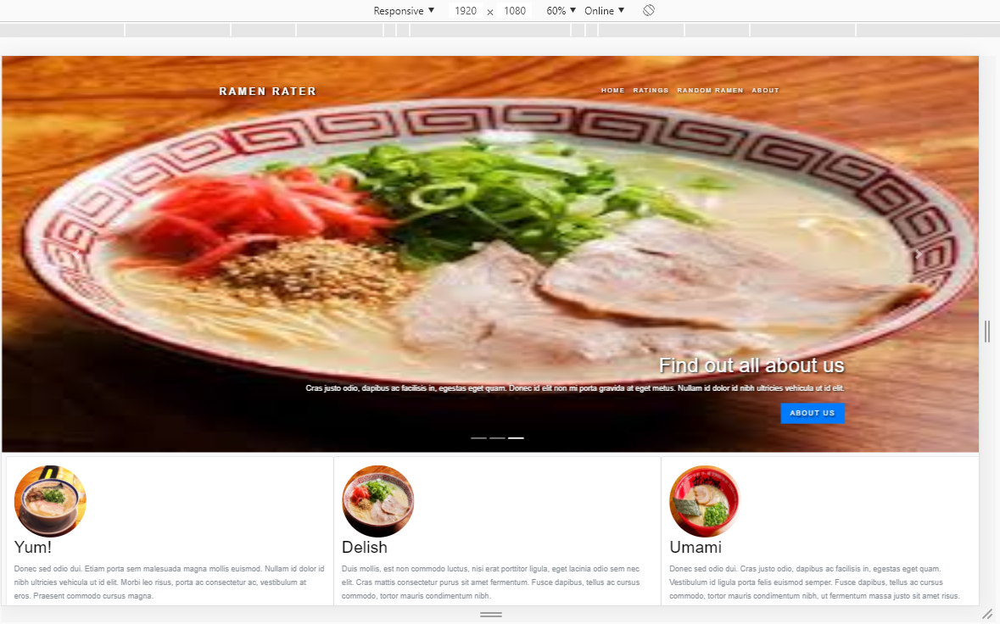 Responsive ▼ 1920 × 1080 60% ▼ Online ▼
RAMEN RATER
HOME RATINGS RANDOM RAMEN ABOUT
Find out all about us
Cras justo odio, dapibus ac facilisis in, egestas eget quam. Donec id elit non mi porta gravida at eget metus. Nullam id dolor id nibh ultricies vehicula ut id elit.
ABOUT US
Yum!
Donec sed odio dui. Etiam porta sem malesuada magna mollis euismod. Nullam id dolor id
nibh ultricies vehicula ut id elit. Morbi leo risus, porta ac consectetur ac, vestibulum at
eros. Praesent commodo cursus magna.
Delish
Duis mollis, est non commodo luctus, nisi erat porttitor ligula, eget lacinia odio sem nec
elit. Cras mattis consectetur purus sit amet fermentum. Fusce dapibus, tellus ac cursus
commodo, tortor mauris condimentum nibh.
Umami
Donec sed odio dui. Cras justo odio, dapibus ac facilisis in, egestas eget quam.
Vestibulum id ligula porta felis euismod semper. Fusce dapibus, tellus ac cursus
commodo, tortor mauris condimentum nibh, ut fermentum massa justo sit amet risus.